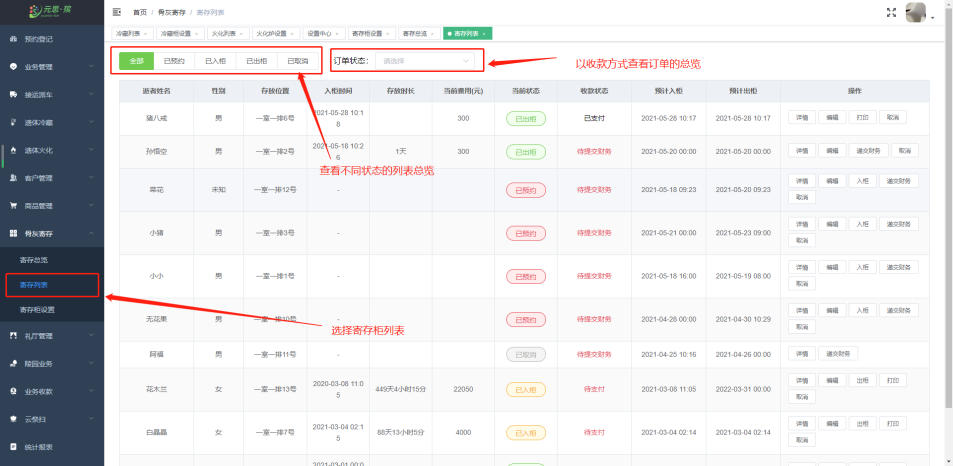 元思·殡
首页 / 骨灰寄存 / 寄存列表
冷藏列表 × 冷藏柜设置 × 火化列表 × 火化炉设置 × 设置中心 × 寄存柜设置 × 寄存总览 × 寄存列表 ×
预约登记
业务管理
接运派车
遗体冷藏
遗体火化
客户管理
商品管理
骨灰寄存
寄存总览
寄存列表
寄存柜设置
礼厅管理
陵园业务
业务收款
云祭扫
统计报表
全部 已预约 已入柜 已出柜 已取消 订单状态: 请选择
以收款方式查看订单的总览
查看不同状态的列表总览
选择寄存柜列表
逝者姓名 性别 存放位置 入柜时间 存放时长 当前费用(元) 当前状态 收款状态 预计入柜 预计出柜 操作
猪八戒 男 一室一排6号 2021-05-28 10:18 300 已出柜 已支付 2021-05-28 10:17 2021-05-28 10:17 详情 编辑 打印 取消
孙悟空 男 一室一排2号 2021-05-18 10:26 1天 300 已出柜 待提交财务 2021-05-20 00:00 2021-05-20 00:00 详情 编辑 递交财务 取消
菜花 未知 一室一排12号 - 已预约 待提交财务 2021-05-18 09:23 2021-05-20 09:23 详情 编辑 入柜 递交财务 取消
小猪 男 一室一排3号 - 已预约 待提交财务 2021-05-21 00:00 2021-05-23 09:00 详情 编辑 入柜 递交财务 取消
小小 男 一室一排1号 - 已预约 待提交财务 2021-05-18 16:00 2021-05-19 08:00 详情 编辑 入柜 递交财务 取消
无花果 男 一室一排10号 - 已预约 待提交财务 2021-04-28 00:00 2021-04-30 10:29 详情 编辑 入柜 递交财务 取消
阿福 男 一室一排11号 - 已取消 待提交财务 2021-04-25 10:16 2021-04-26 00:00 详情 递交财务
花木兰 女 一室一排13号 2020-03-08 11:05 449天4小时15分 22050 已入柜 待支付 2021-03-08 11:05 2022-03-31 00:00 详情 编辑 出柜 打印 取消
白晶晶 女 一室一排7号 2021-03-04 02:15 88天13小时5分 4000 已入柜 待支付 2021-03-04 02:14 2021-03-04 02:14 详情 编辑 出柜 打印 取消